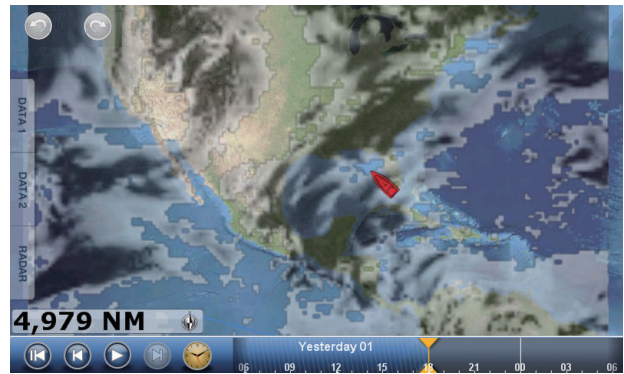 DATA 1
DATA 2
RADAR
4,979 NM
Yesterday 01
06 09 12 15 18 21 00 03 06